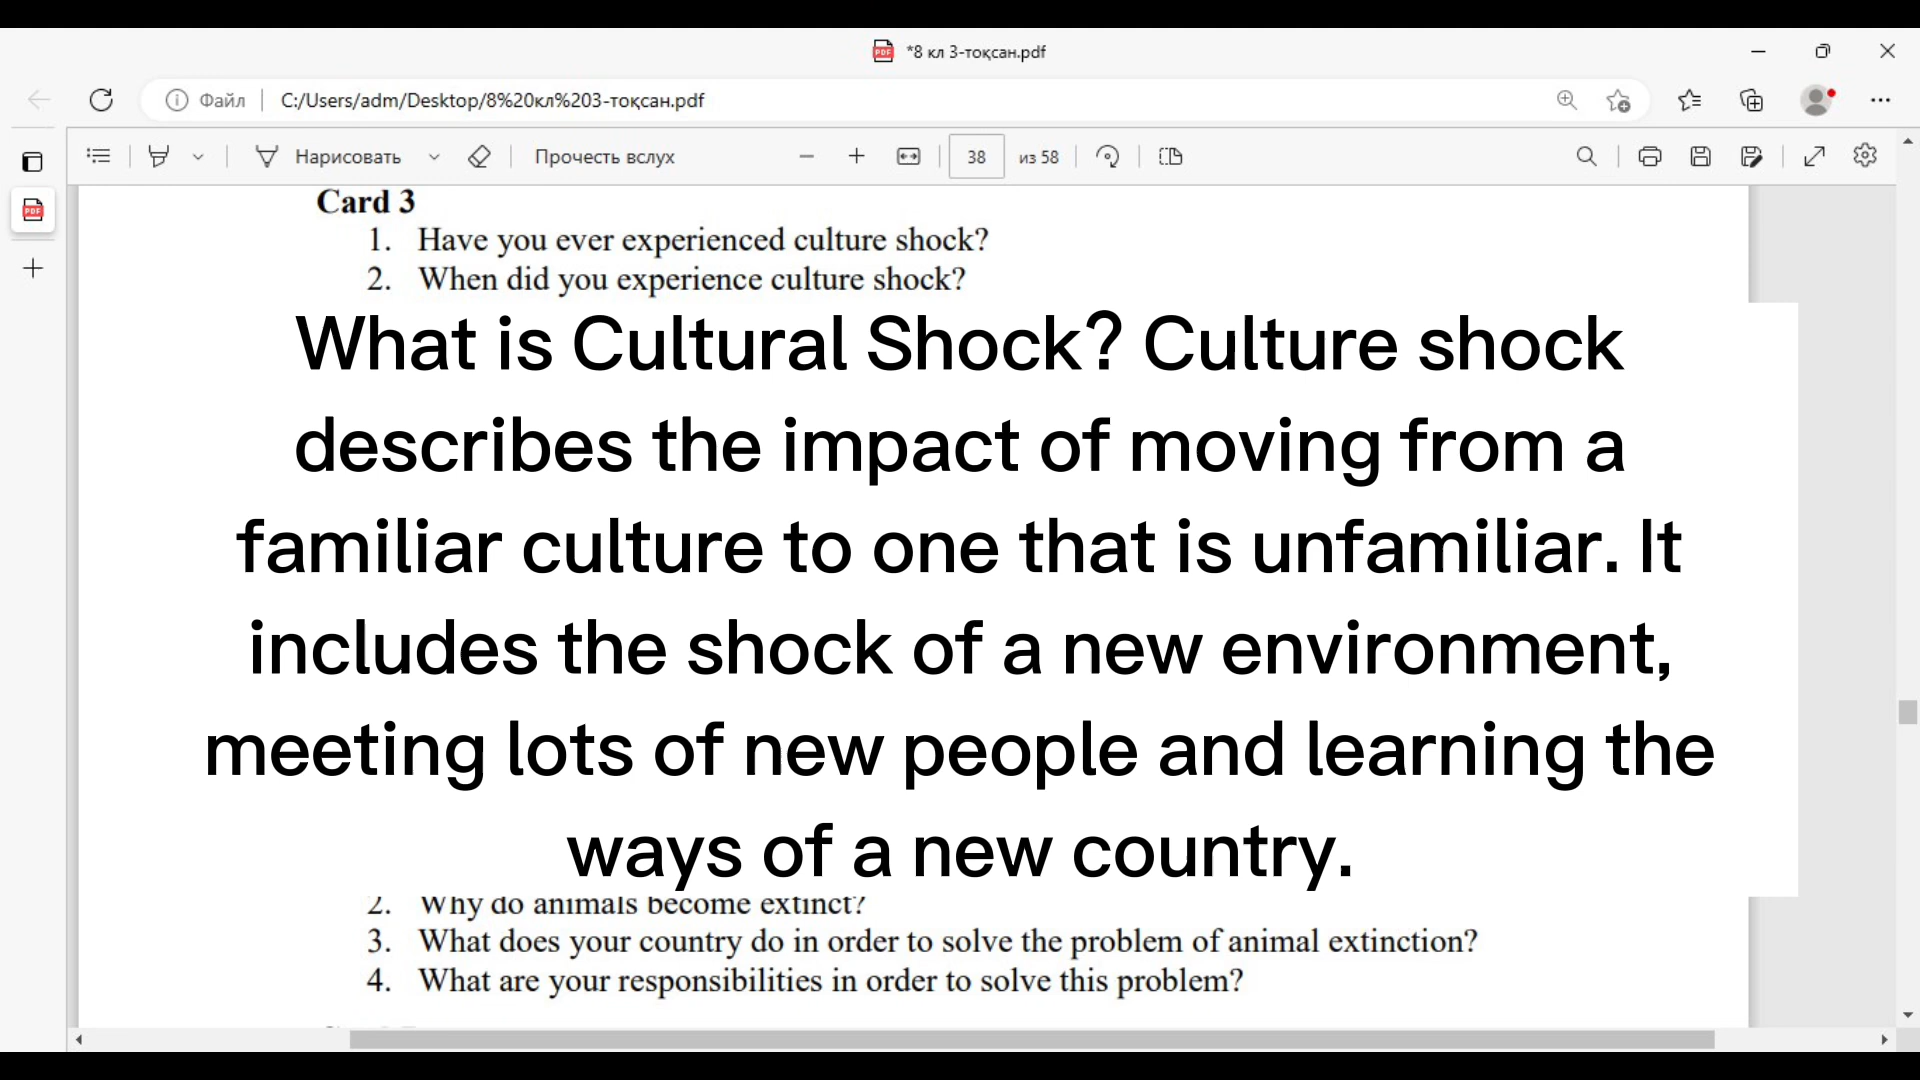 *8 кл 3-тоқсан.pdf
Файл C:/Users/adm/Desktop/8%20кл%203-тоқсан.pdf
Нарисовать Прочесть вслух 38 из 58
Card 3
1. Have you ever experienced culture shock?
2. When did you experience culture shock?
What is Cultural Shock? Culture shock
describes the impact of moving from a
familiar culture to one that is unfamiliar. It
includes the shock of a new environment,
meeting lots of new people and learning the
ways of a new country.
2. Why do animals become extinct?
3. What does your country do in order to solve the problem of animal extinction?
4. What are your responsibilities in order to solve this problem?